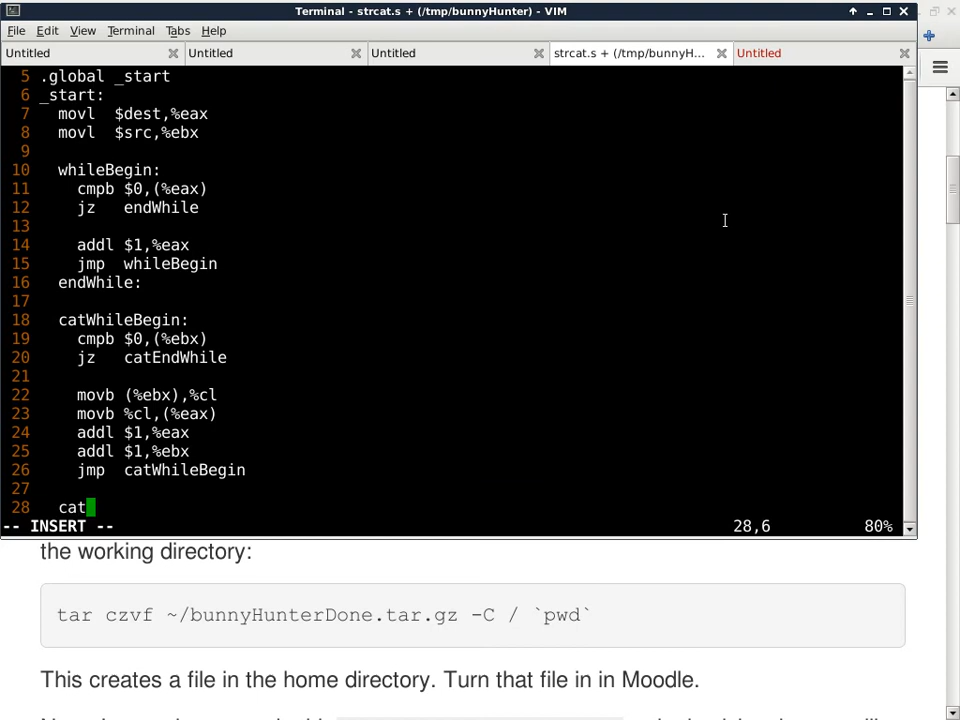 Terminal - strcat.s + (/tmp/bunnyHunter) - VIM
File Edit View Terminal Tabs Help
Untitled Untitled Untitled strcat.s + (/tmp/bunnyH... Untitled
5 .global _start
6 _start:
7 movl $dest,%eax
8 movl $src,%ebx
9
10 whileBegin:
11 cmpb $0,(%eax)
12 jz endWhile
13
14 addl $1,%eax
15 jmp whileBegin
16 endWhile:
17
18 catWhileBegin:
19 cmpb $0,(%ebx)
20 jz catEndWhile
21
22 movb (%ebx),%cl
23 movb %cl,(%eax)
24 addl $1,%eax
25 addl $1,%ebx
26 jmp catWhileBegin
27
28 cat
-- INSERT -- 28,6 80%
the working directory:
tar czvf ~/bunnyHunterDone.tar.gz -C / `pwd`
This creates a file in the home directory. Turn that file in in Moodle.